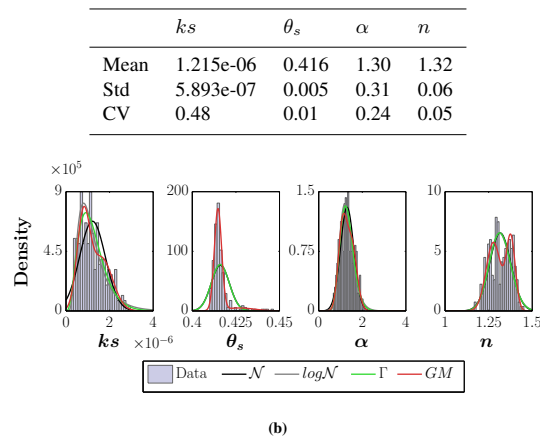 ks θs α n
Mean 1.215e-06 0.416 1.30 1.32
Std 5.893e-07 0.005 0.31 0.06
CV 0.48 0.01 0.24 0.05
×10^5
9 200 1.5 10
Density
4.5 100 0.75 5
0 0 0 0
0 2 4 0.4 0.425 0.45 0 2 4 1 1.25 1.5
ks ×10^−6 θs α n
Data 𝒩 log𝒩 Γ GM
(b)